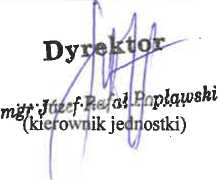 Dyrektor
mgr Józef Rafał Popławski
(kierownik jednostki)